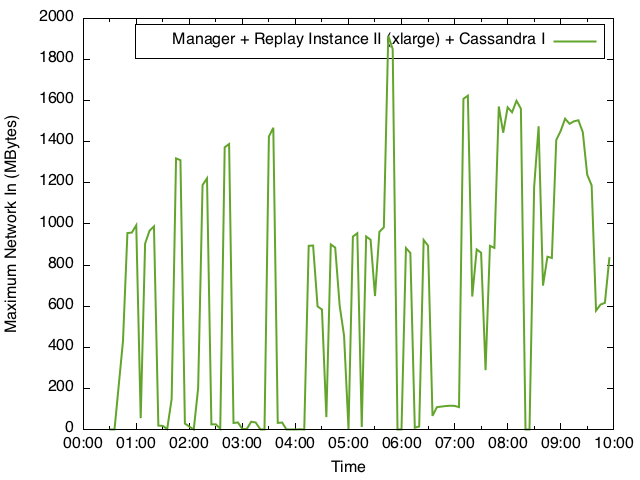 Manager + Replay Instance II (xlarge) + Cassandra I
Maximum Network In (MBytes)
2000
1800
1600
1400
1200
1000
800
600
400
200
0
00:00 01:00 02:00 03:00 04:00 05:00 06:00 07:00 08:00 09:00 10:00
Time